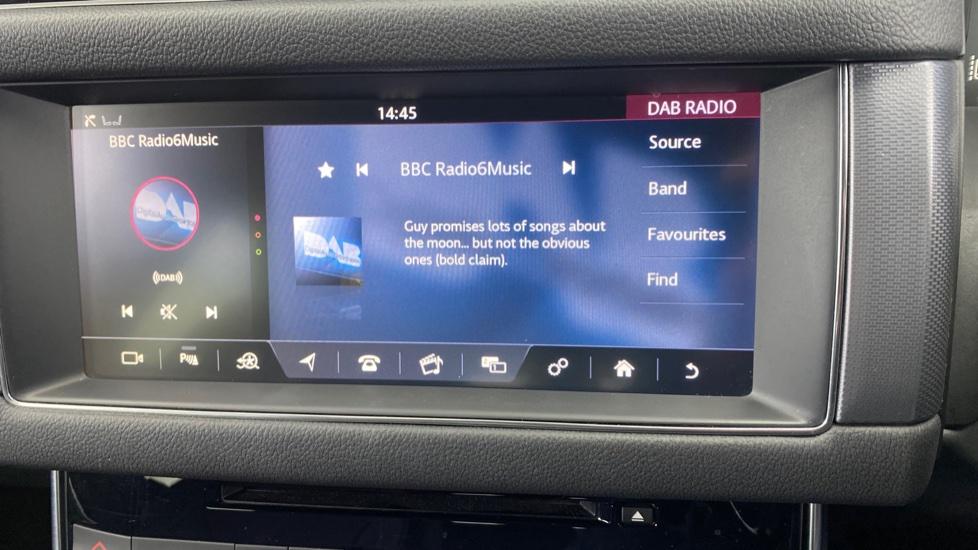 14:45
DAB RADIO
BBC Radio6Music
DAB
(((DAB)))
BBC Radio6Music
DAB
Guy promises lots of songs about
the moon... but not the obvious
ones (bold claim).
Source
Band
Favourites
Find
P